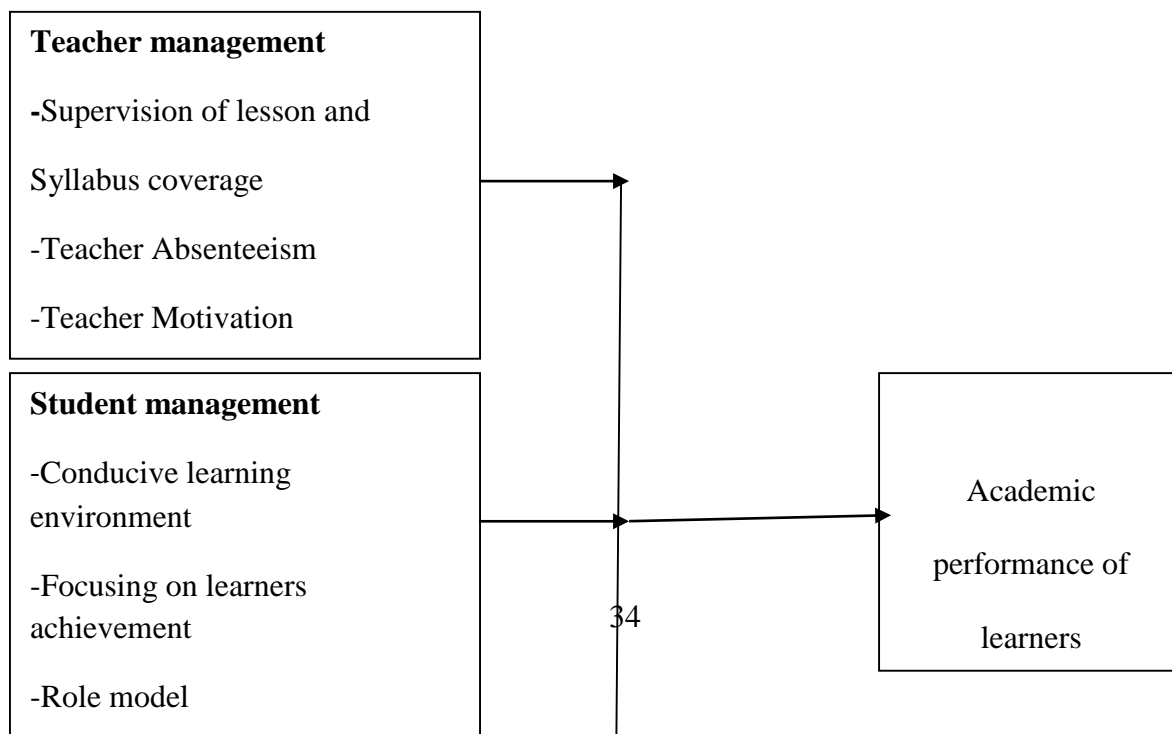 Teacher management
-Supervision of lesson and
Syllabus coverage
-Teacher Absenteeism
-Teacher Motivation
Student management
-Conducive learning
environment
-Focusing on learners
achievement
-Role model
Academic
performance of
learners
34